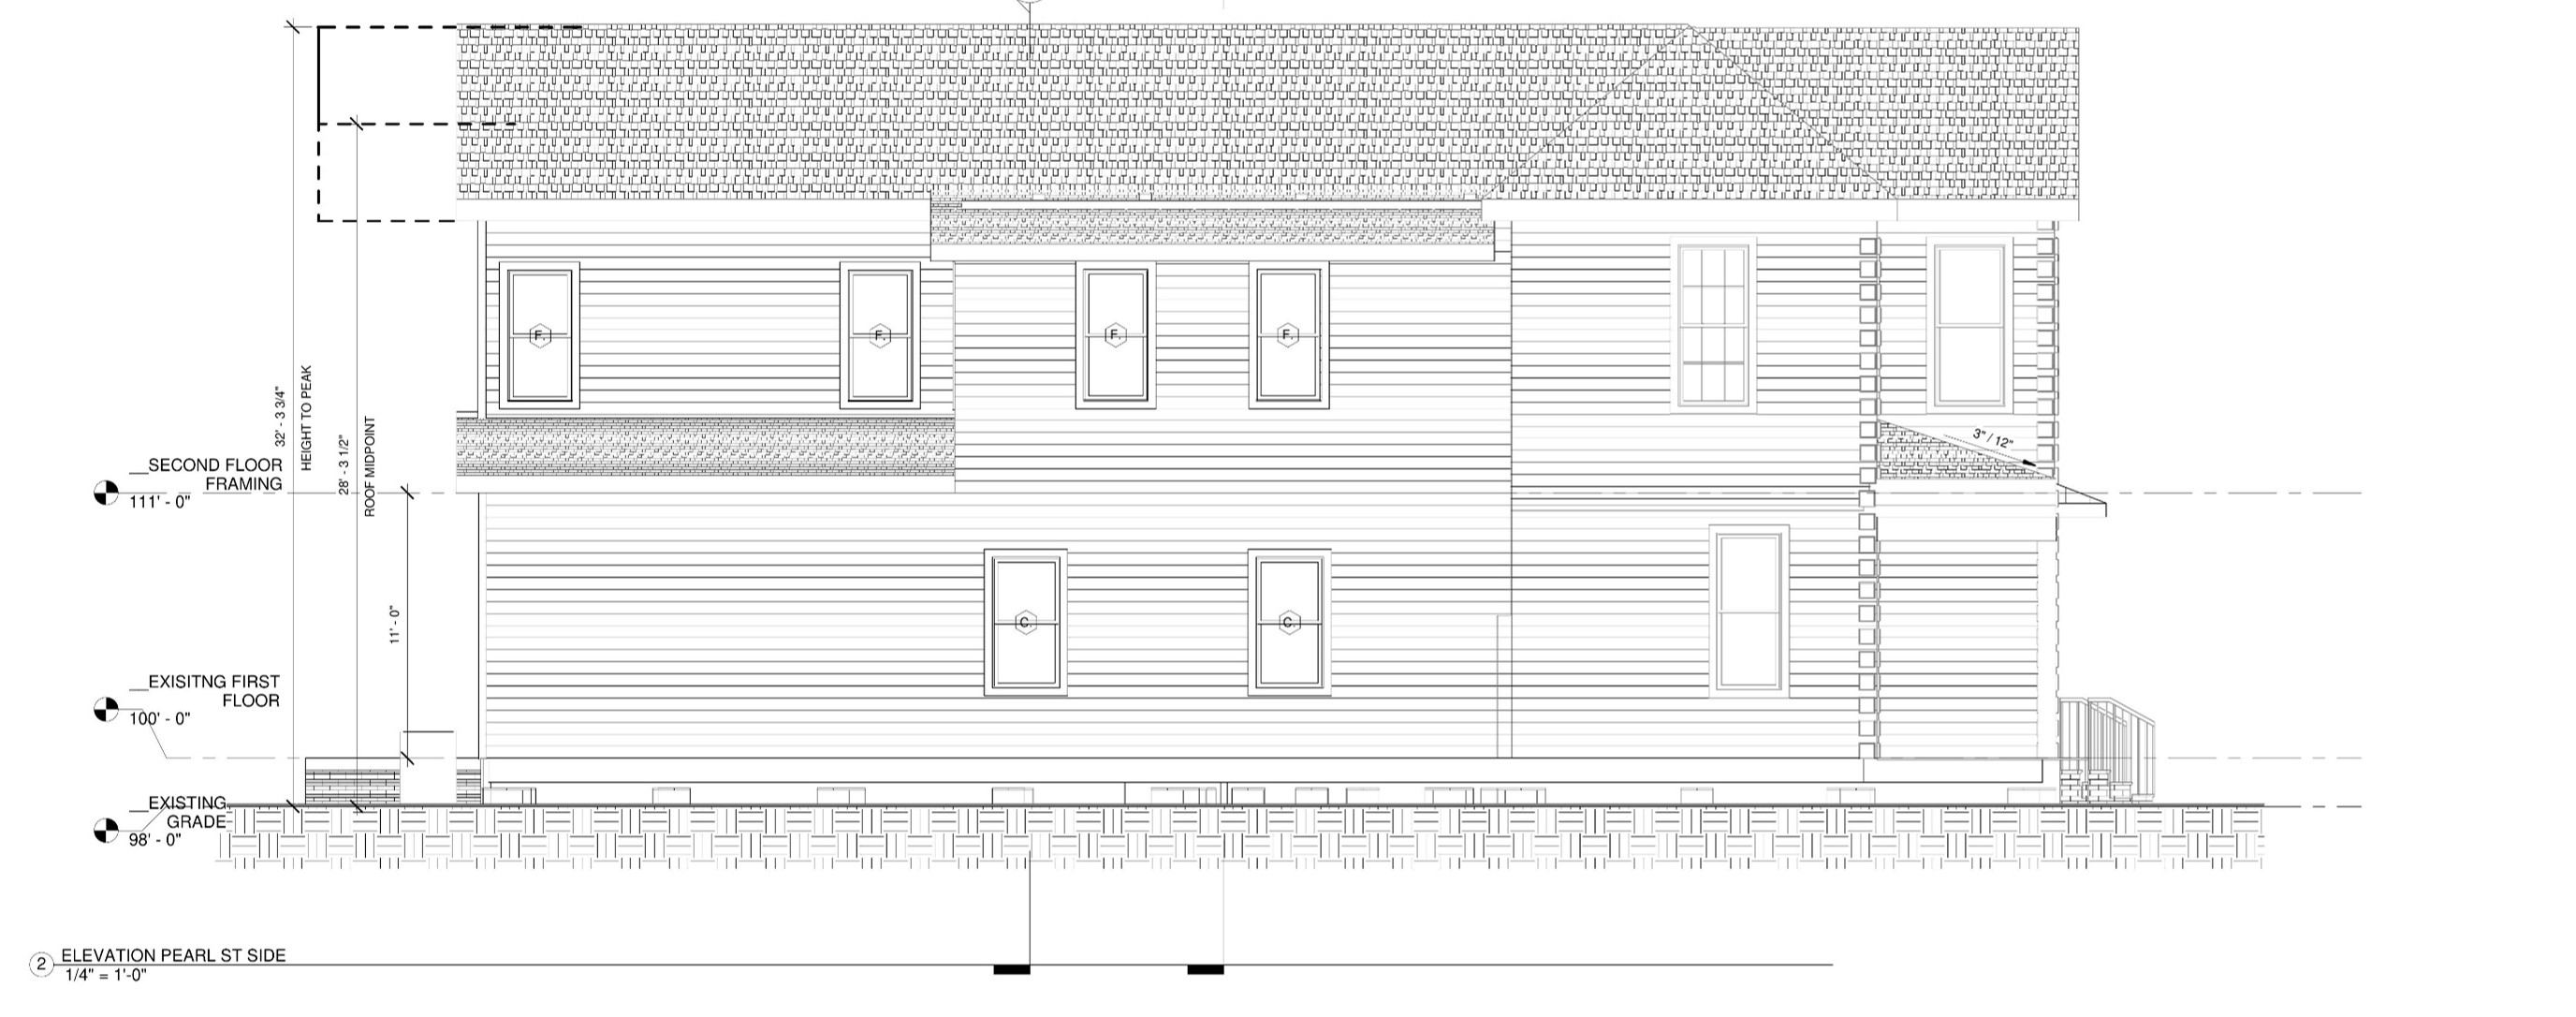 32' - 3 3/4"
HEIGHT TO PEAK
28' - 3 1/2"
ROOF MIDPOINT
F.
F.
F.
F.
3" / 12"
SECOND FLOOR
FRAMING
111' - 0"
11' - 0"
C.
C.
EXISITNG FIRST
FLOOR
100' - 0"
EXISTING
GRADE
98' - 0"
2
ELEVATION PEARL ST SIDE
1/4" = 1'-0"